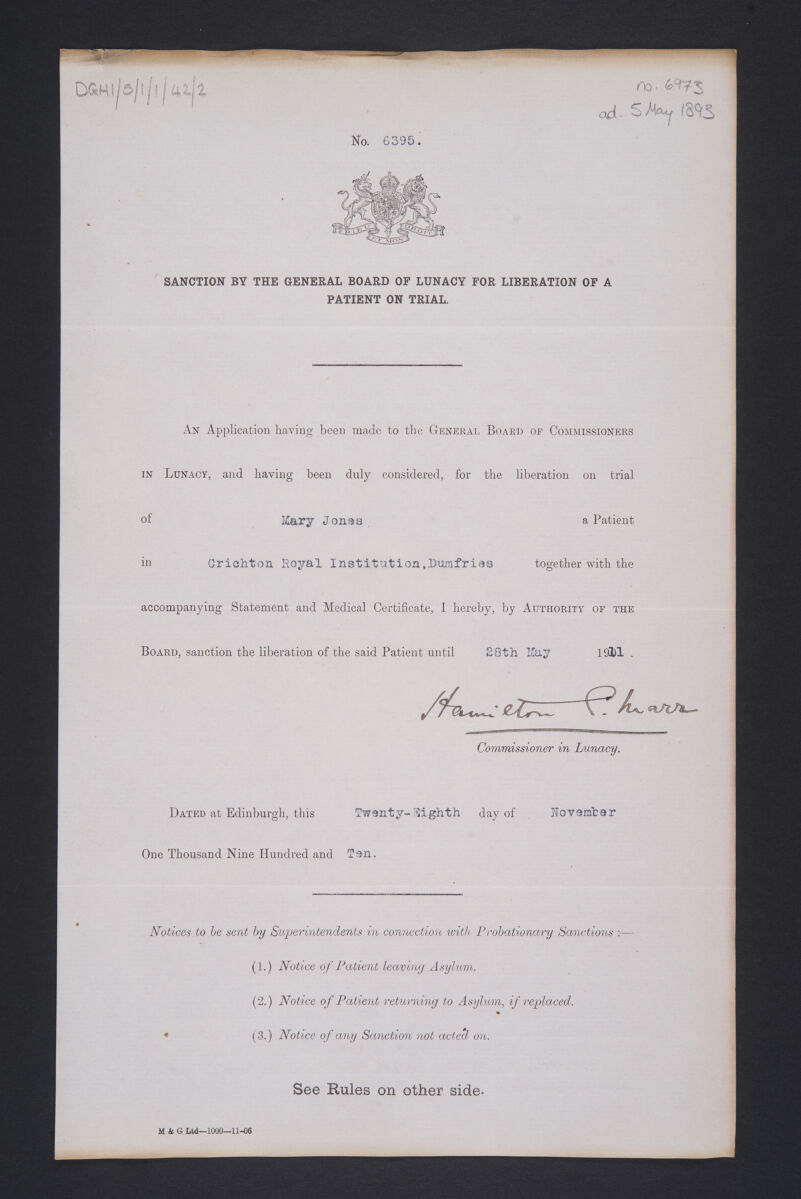 DGH1/5/1/1/42/2
no. 6973
ad. 5 May 1893
No. 6395.
DIEU ET MON DROIT
SANCTION BY THE GENERAL BOARD OF LUNACY FOR LIBERATION OF A
PATIENT ON TRIAL.
AN Application having been made to the GENERAL BOARD OF COMMISSIONERS
IN LUNACY, and having been duly considered, for the liberation on trial
of Mary Jones a Patient
in Crichton Royal Institution,Dumfries together with the
accompanying Statement and Medical Certificate, I hereby, by AUTHORITY OF THE
BOARD, sanction the liberation of the said Patient until 28th May 1911.
Hamilton C. Marr
Commissioner in Lunacy.
DATED at Edinburgh, this Twenty-Eighth day of November
One Thousand Nine Hundred and Ten.
Notices to be sent by Superintendents in connection with Probationary Sanctions :—
(1.) Notice of Patient leaving Asylum.
(2.) Notice of Patient returning to Asylum, if replaced.
(3.) Notice of any Sanction not acted on.
See Rules on other side.
M & G Ltd—1000—11-06